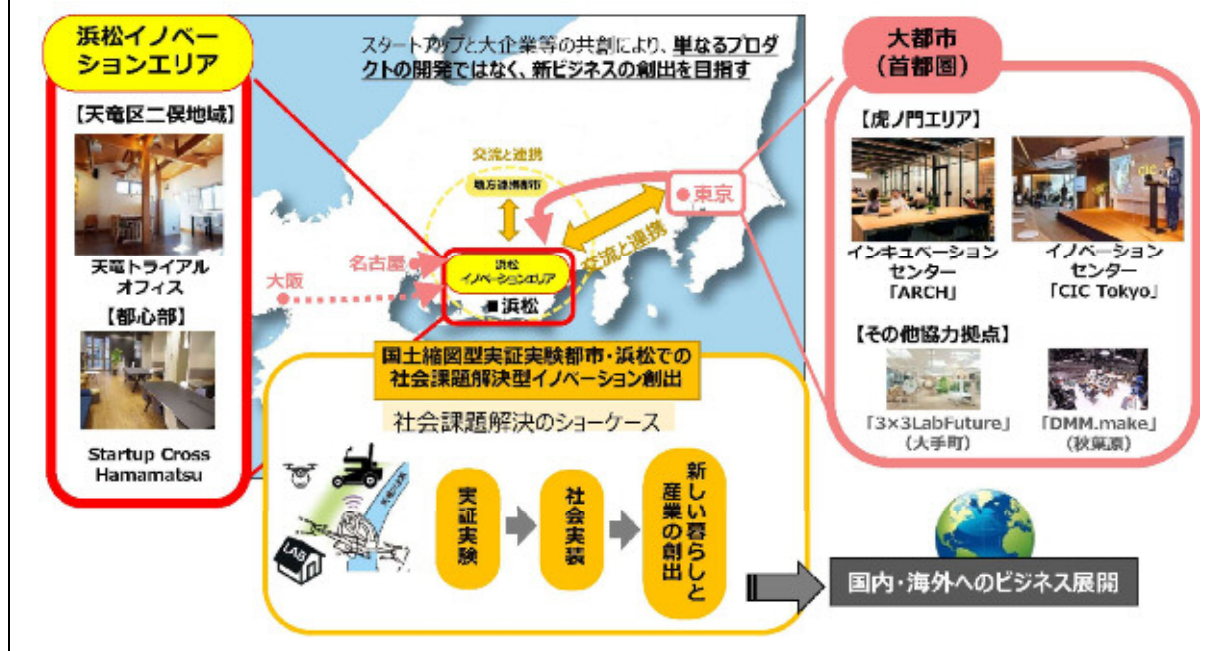 浜松イノベー
ションエリア
【天竜区二俣地域】
天竜トライアル
オフィス
【都心部】
Startup Cross
Hamamatsu
スタートアップと大企業等の共創により、単なるプロダ
クトの開発ではなく、新ビジネスの創出を目指す
交流と連携
地方連携都市
東京
交流と連携
名古屋
大阪
浜松
イノベーションエリア
浜松
大都市
（首都圏）
【虎ノ門エリア】
CIC
インキュベーション
センター
「ARCH」
イノベーション
センター
「CIC Tokyo」
【その他協力拠点】
「3×3LabFuture」
（大手町）
「DMM.make」
（秋葉原）
国土縮図型実証実験都市・浜松での
社会課題解決型イノベーション創出
社会課題解決のショーケース
LAB
実証実験
社会実装
新しい暮らしと
産業の創出
国内・海外へのビジネス展開